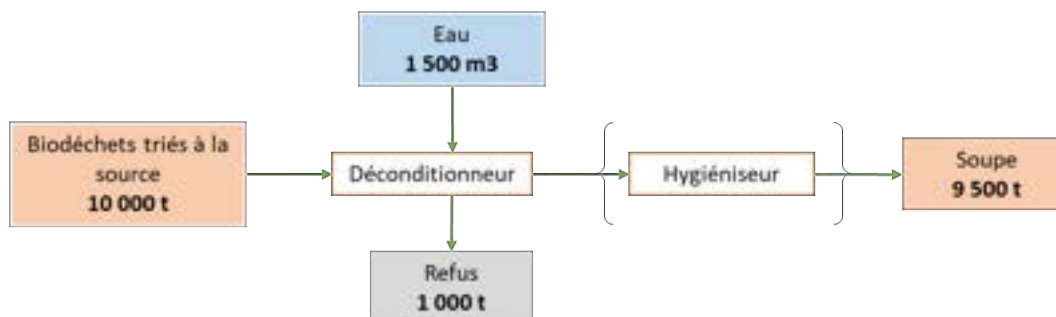 Eau
1 500 m3
Biodéchets triés à la
source
10 000 t
Déconditionneur
Hygiéniseur
Soupe
9 500 t
Refus
1 000 t